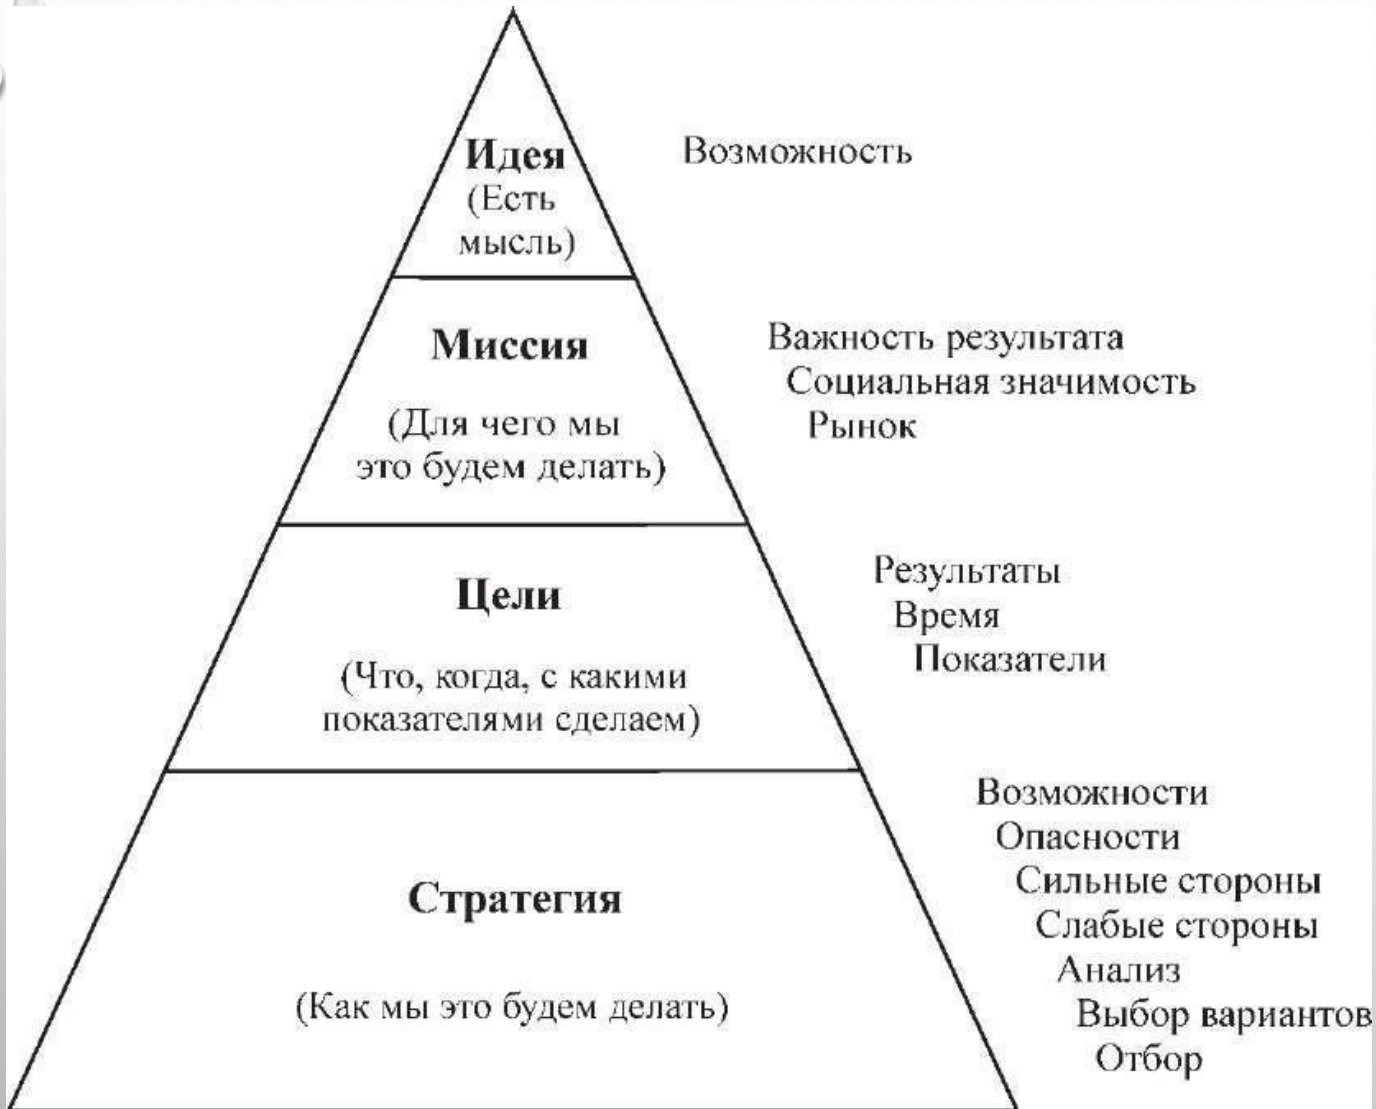 Идея
(Есть
мысль)
Возможность
Миссия
(Для чего мы
это будем делать)
Важность результата
Социальная значимость
Рынок
Цели
(Что, когда, с какими
показателями сделаем)
Результаты
Время
Показатели
Стратегия
(Как мы это будем делать)
Возможности
Опасности
Сильные стороны
Слабые стороны
Анализ
Выбор вариантов
Отбор